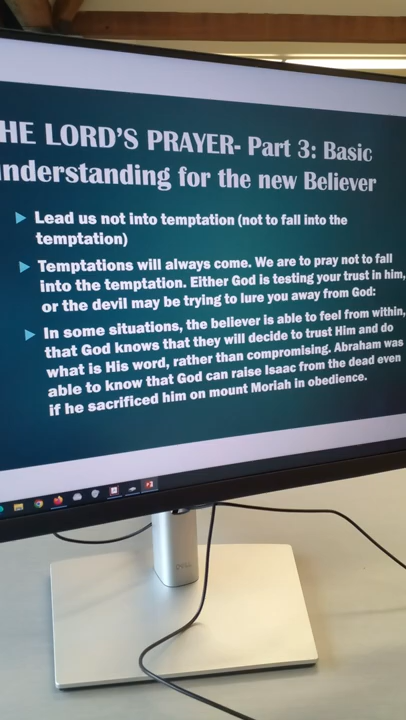 HE LORD'S PRAYER- Part 3: Basic
nderstanding for the new Believer
Lead us not into temptation (not to fall into the
temptation)
Temptations will always come. We are to pray not to fall
into the temptation. Either God is testing your trust in him,
or the devil may be trying to lure you away from God:
In some situations, the believer is able to feel from within,
that God knows that they will decide to trust Him and do
what is His word, rather than compromising. Abraham was
able to know that God can raise Isaac from the dead even
if he sacrificed him on mount Moriah in obedience.
DELL